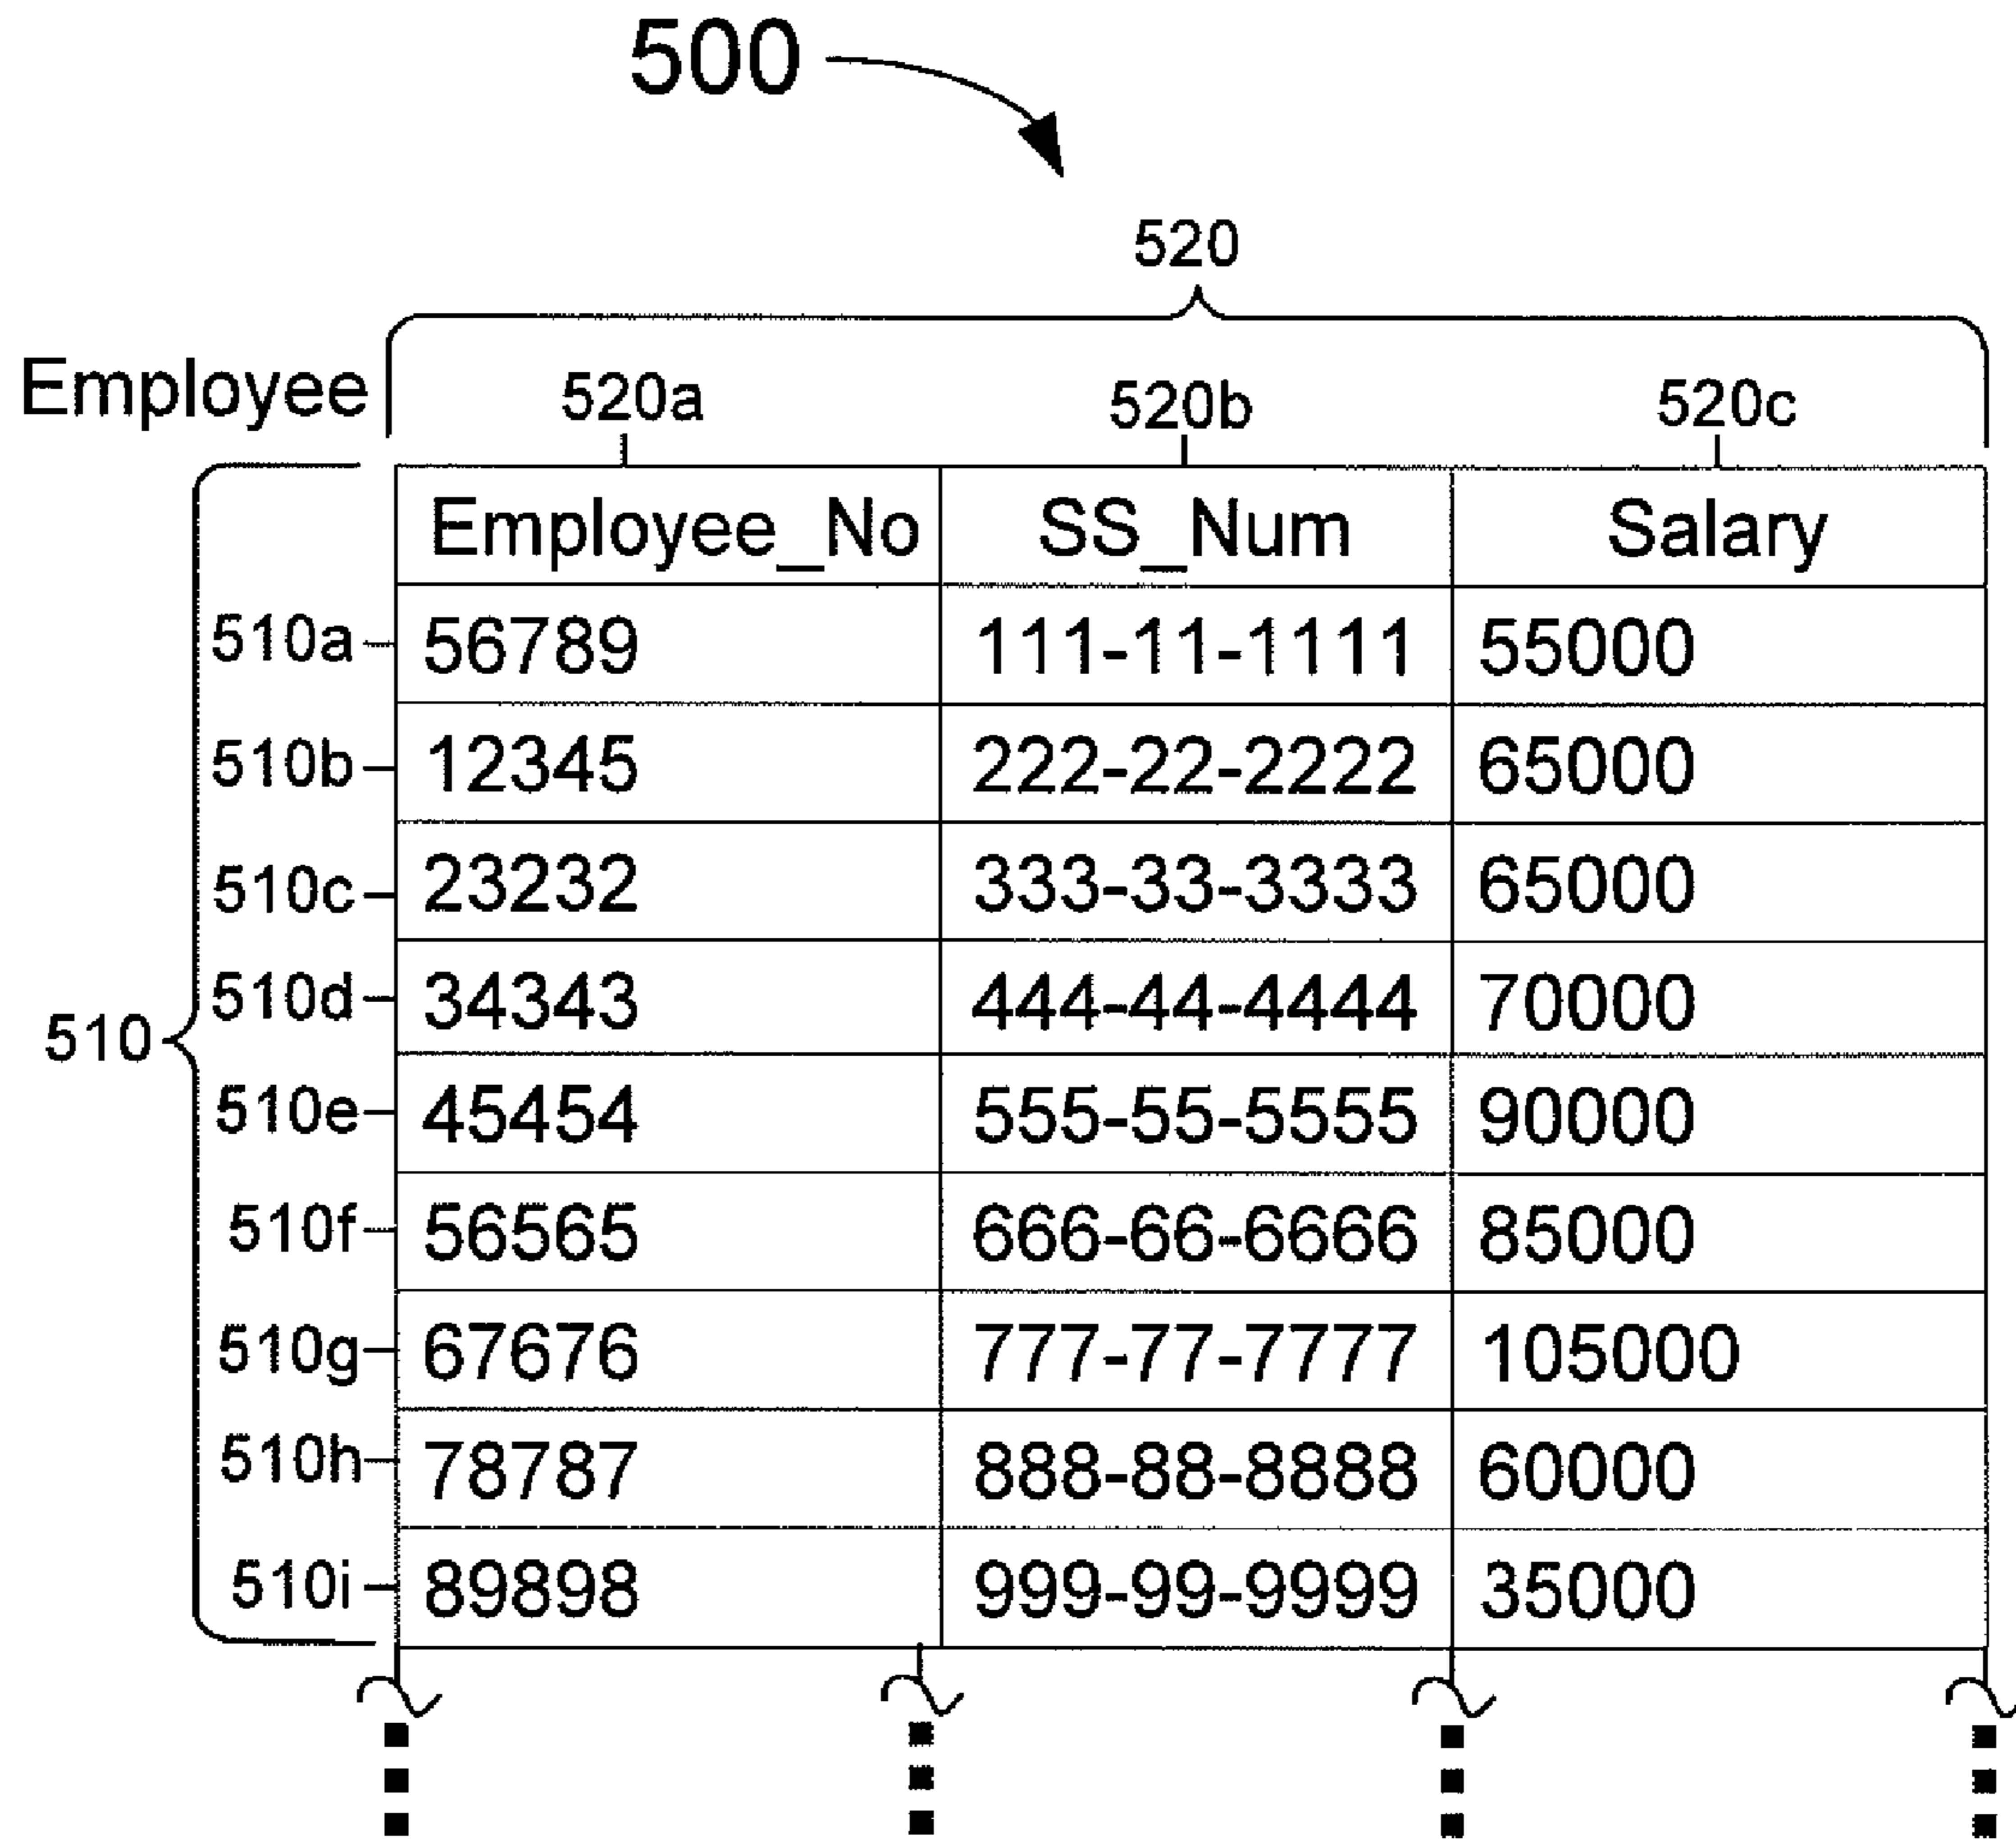 500
520
Employee 520a 520b 520c
Employee_No SS_Num Salary
510a 56789 111-11-1111 55000
510b 12345 222-22-2222 65000
510c 23232 333-33-3333 65000
510d 34343 444-44-4444 70000
510
510e 45454 555-55-5555 90000
510f 56565 666-66-6666 85000
510g 67676 777-77-7777 105000
510h 78787 888-88-8888 60000
510i 89898 999-99-9999 35000